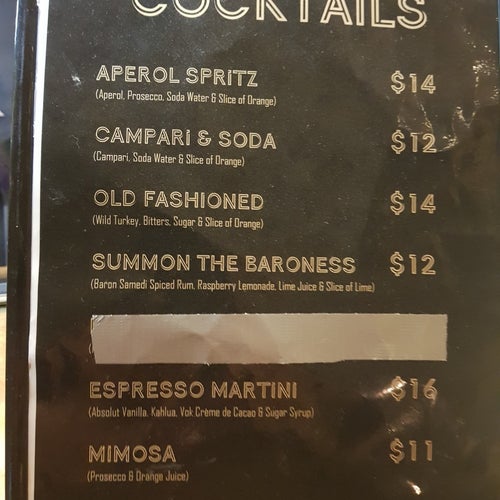 COCKTAILS
APEROL SPRITZ $14
(Aperol, Prosecco, Soda Water & Slice of Orange)
CAMPARi & SODA $12
(Campari, Soda Water & Slice of Orange)
OLD FASHIONED $14
(Wild Turkey, Bitters, Sugar & Slice of Orange)
SUMMON THE BARONESS $12
(Baron Samedi Spiced Rum, Raspberry Lemonade, Lime Juice & Slice of Lime)
ESPRESSO MARTINI $16
(Absolut Vanilla, Kahlua, Vok Crème de Cacao & Sugar Syrup)
MIMOSA $11
(Prosecco & Orange Juice)